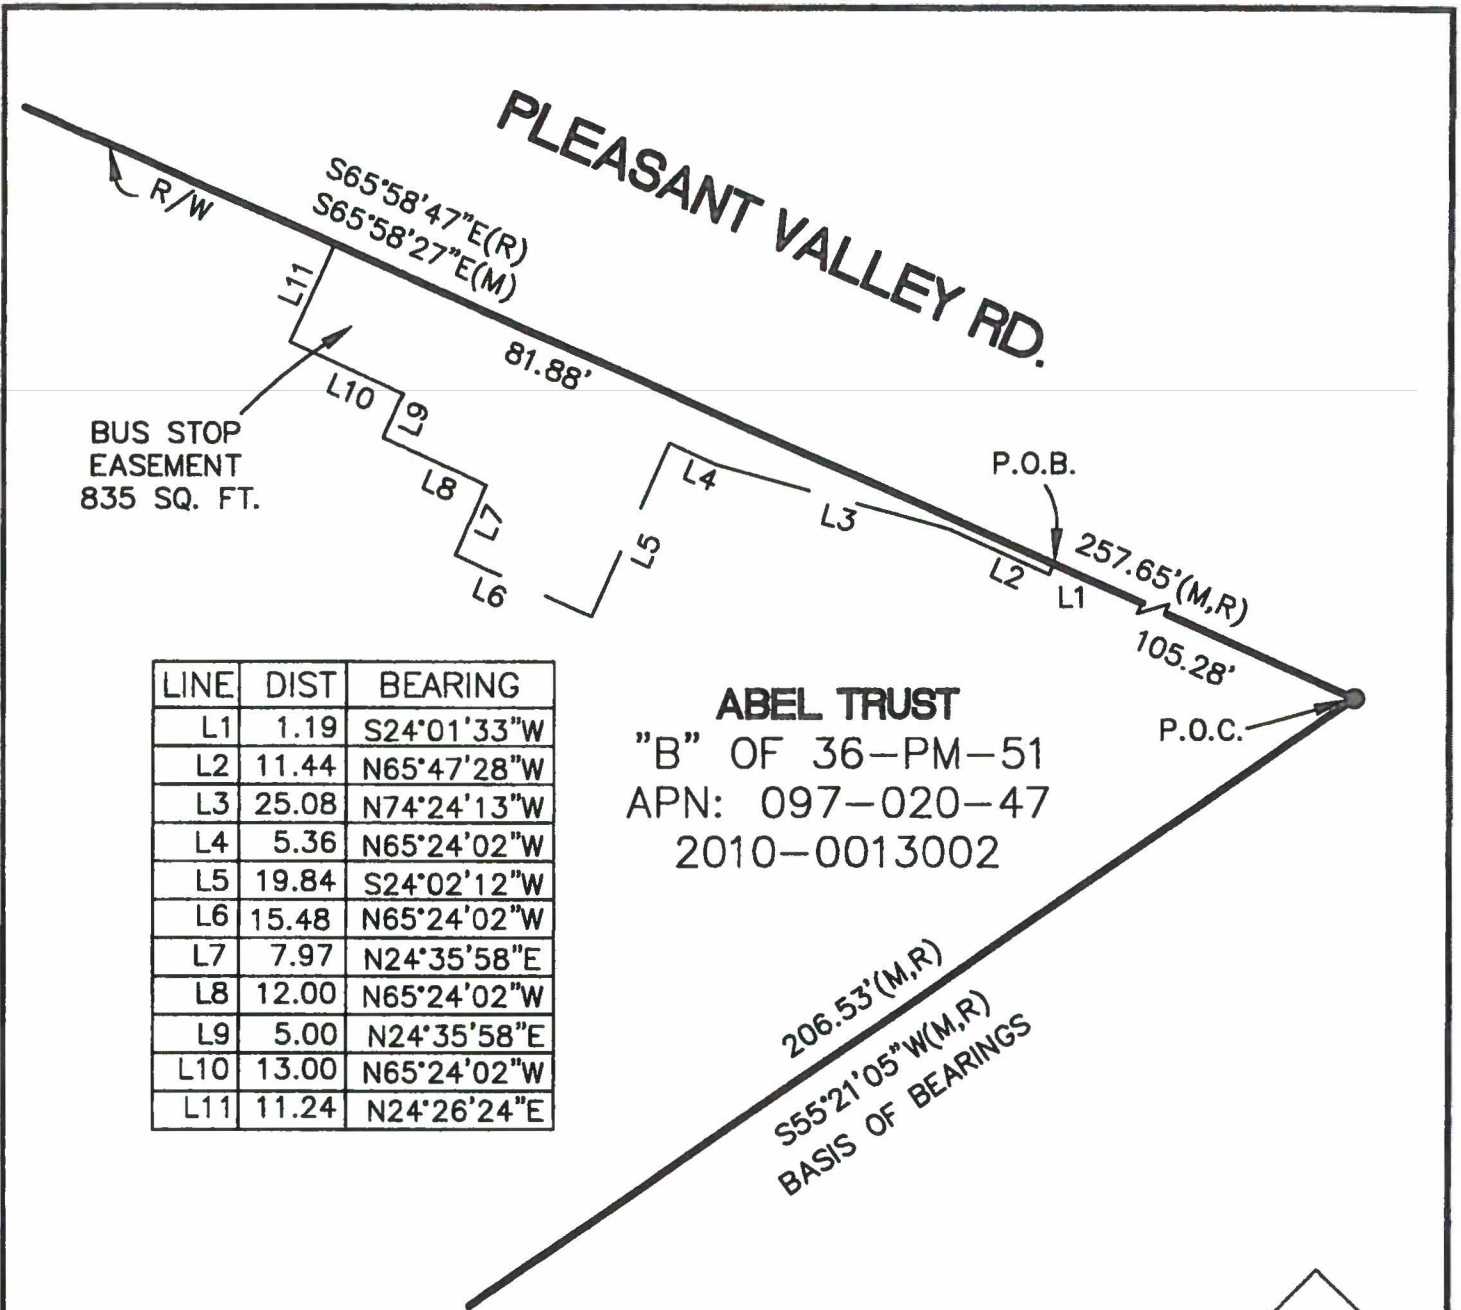 PLEASANT VALLEY RD.
R/W
S65°58'47"E(R)
S65°58'27"E(M)
81.88'
L11
L10
L9
L8
L7
L6
L5
L4
L3
L2
L1
BUS STOP
EASEMENT
835 SQ. FT.
P.O.B.
257.65'(M,R)
105.28'
P.O.C.
LINE DIST BEARING
L1 1.19 S24°01'33"W
L2 11.44 N65°47'28"W
L3 25.08 N74°24'13"W
L4 5.36 N65°24'02"W
L5 19.84 S24°02'12"W
L6 15.48 N65°24'02"W
L7 7.97 N24°35'58"E
L8 12.00 N65°24'02"W
L9 5.00 N24°35'58"E
L10 13.00 N65°24'02"W
L11 11.24 N24°26'24"E
ABEL TRUST
"B" OF 36-PM-51
APN: 097-020-47
2010-0013002
206.53'(M,R)
S55°21'05"W(M,R)
BASIS OF BEARINGS